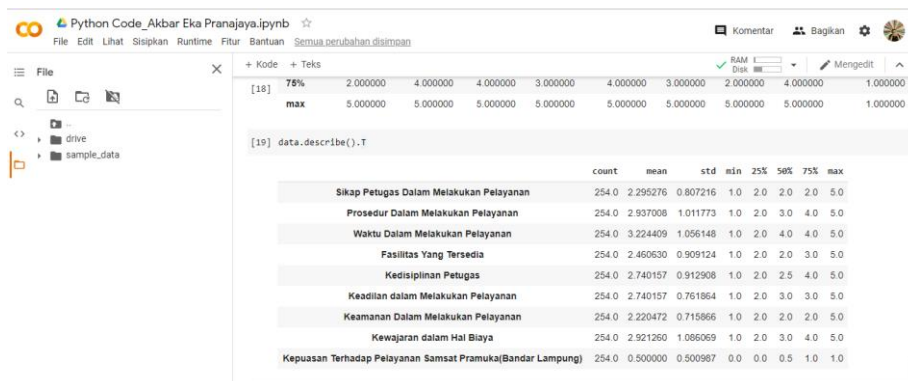 Python Code_Akbar Eka Pranajaya.ipynb
Komentar Bagikan
File Edit Lihat Sisipkan Runtime Fitur Bantuan Semua perubahan disimpan
File
+ Kode + Teks
RAM
Disk
Mengedit
..
drive
sample_data
[18] 75% 2.000000 4.000000 4.000000 3.000000 4.000000 3.000000 2.000000 4.000000 1.000000
max 5.000000 5.000000 5.000000 5.000000 5.000000 5.000000 5.000000 5.000000 1.000000
[19] data.describe().T
count mean std min 25% 50% 75% max
Sikap Petugas Dalam Melakukan Pelayanan 254.0 2.295276 0.807216 1.0 2.0 2.0 2.0 5.0
Prosedur Dalam Melakukan Pelayanan 254.0 2.937008 1.011773 1.0 2.0 3.0 4.0 5.0
Waktu Dalam Melakukan Pelayanan 254.0 3.224409 1.056148 1.0 2.0 4.0 4.0 5.0
Fasilitas Yang Tersedia 254.0 2.460630 0.909124 1.0 2.0 2.0 3.0 5.0
Kedisiplinan Petugas 254.0 2.740157 0.912908 1.0 2.0 2.5 4.0 5.0
Keadilan dalam Melakukan Pelayanan 254.0 2.740157 0.761864 1.0 2.0 3.0 3.0 5.0
Keamanan Dalam Melakukan Pelayanan 254.0 2.220472 0.715866 1.0 2.0 2.0 2.0 5.0
Kewajaran dalam Hal Biaya 254.0 2.921260 1.086069 1.0 2.0 3.0 4.0 5.0
Kepuasan Terhadap Pelayanan Samsat Pramuka(Bandar Lampung) 254.0 0.500000 0.500987 0.0 0.0 0.5 1.0 1.0